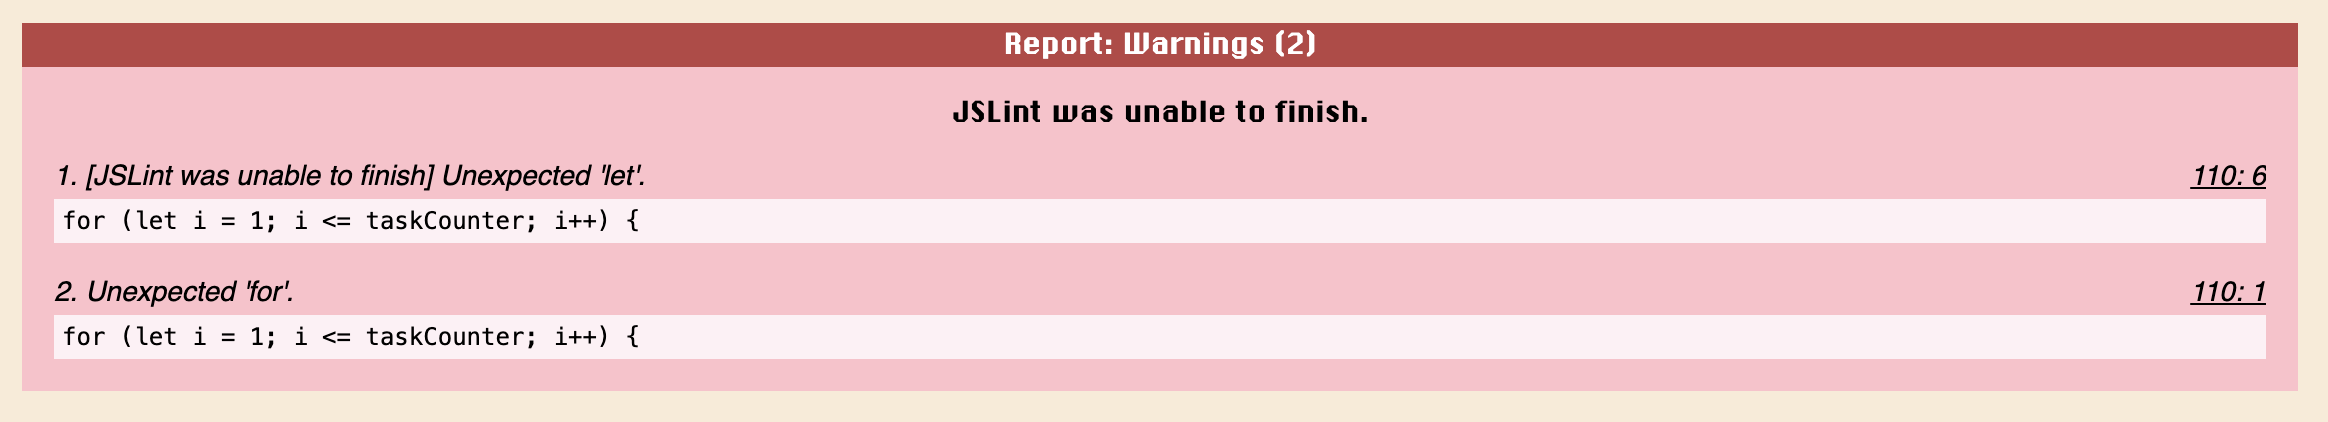 Report: Warnings (2)
JSLint was unable to finish.
1. [JSLint was unable to finish] Unexpected 'let'. 110: 6
for (let i = 1; i <= taskCounter; i++) {
2. Unexpected 'for'. 110: 1
for (let i = 1; i <= taskCounter; i++) {